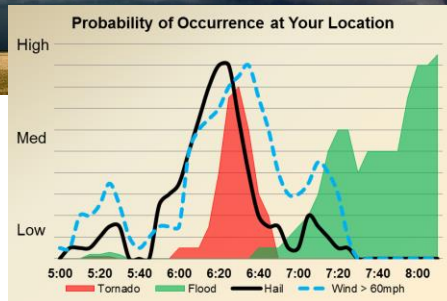 Probability of Occurrence at Your Location
High
Med
Low
5:00 5:20 5:40 6:00 6:20 6:40 7:00 7:20 7:40 8:00
Tornado Flood Hail Wind > 60mph